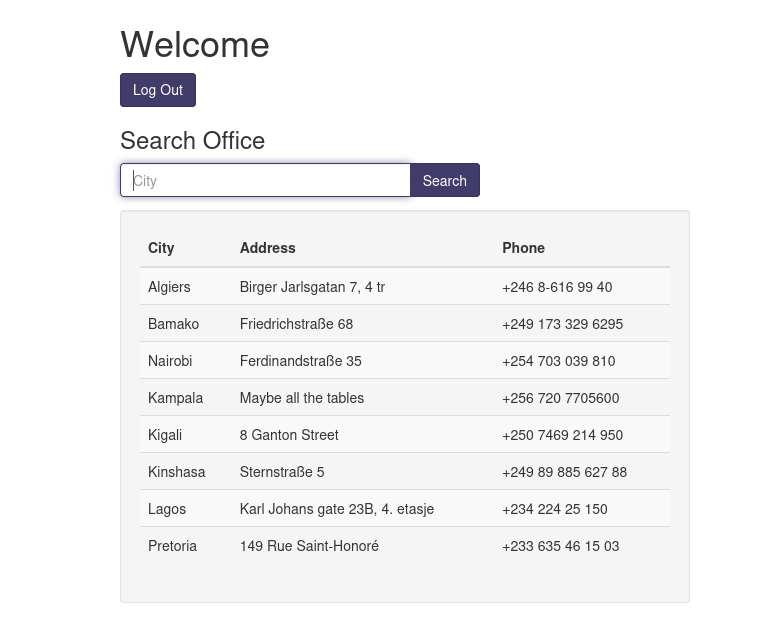 Welcome
Log Out
Search Office
City
Search
City Address Phone
Algiers Birger Jarlsgatan 7, 4 tr +246 8-616 99 40
Bamako Friedrichstraße 68 +249 173 329 6295
Nairobi Ferdinandstraße 35 +254 703 039 810
Kampala Maybe all the tables +256 720 7705600
Kigali 8 Ganton Street +250 7469 214 950
Kinshasa Sternstraße 5 +249 89 885 627 88
Lagos Karl Johans gate 23B, 4. etasje +234 224 25 150
Pretoria 149 Rue Saint-Honoré +233 635 46 15 03